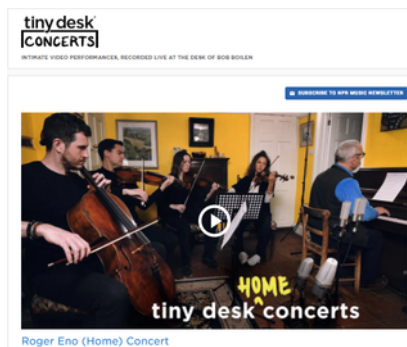 tiny desk
CONCERTS
INTIMATE VIDEO PERFORMANCES, RECORDED LIVE AT THE DESK OF BOB BOILEN
SUBSCRIBE TO NPR MUSIC NEWSLETTER
HOME
tiny desk concerts
Roger Eno (Home) Concert